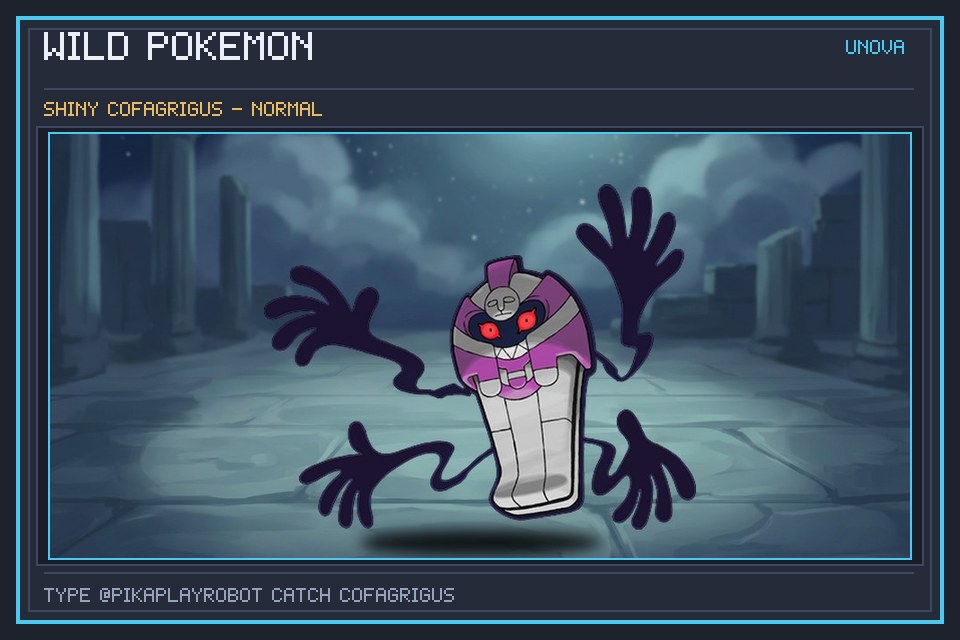 WILD POKEMON
UNOVA
SHINY COFAGRIGUS - NORMAL
TYPE @PIKAPLAYROBOT CATCH COFAGRIGUS